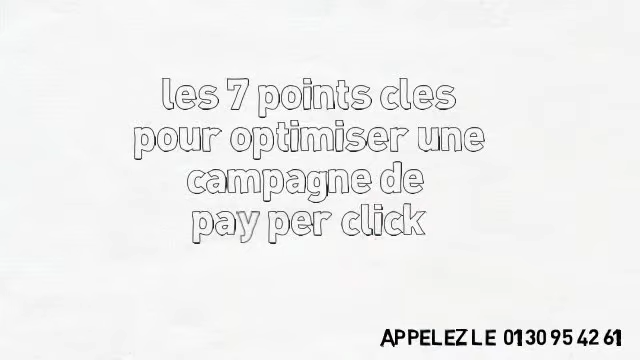 les 7 points cles
pour optimiser une
campagne de
pay per click
APPELEZ LE 01 30 95 42 61